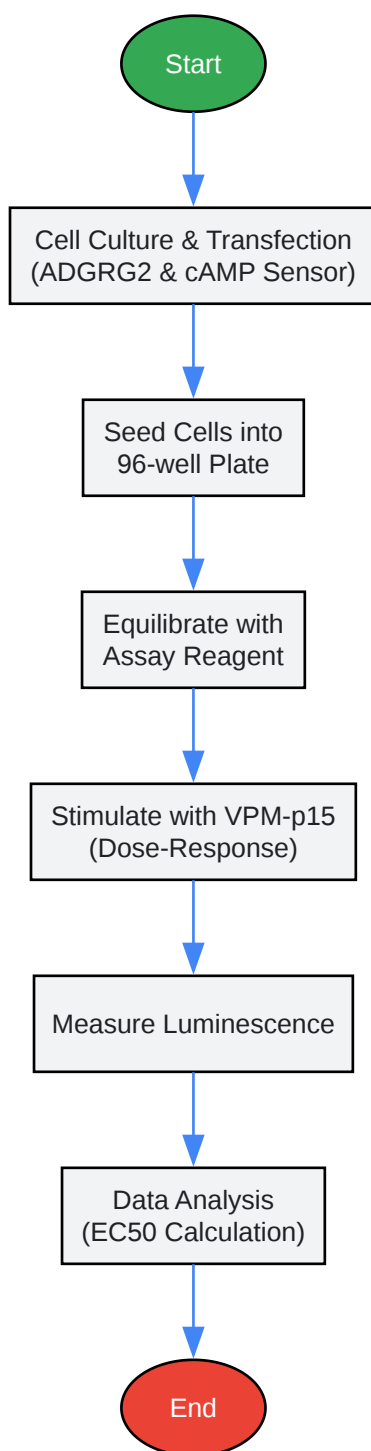 Start
Cell Culture & Transfection
(ADGRG2 & cAMP Sensor)
Seed Cells into
96-well Plate
Equilibrate with
Assay Reagent
Stimulate with VPM-p15
(Dose-Response)
Measure Luminescence
Data Analysis
(EC50 Calculation)
End